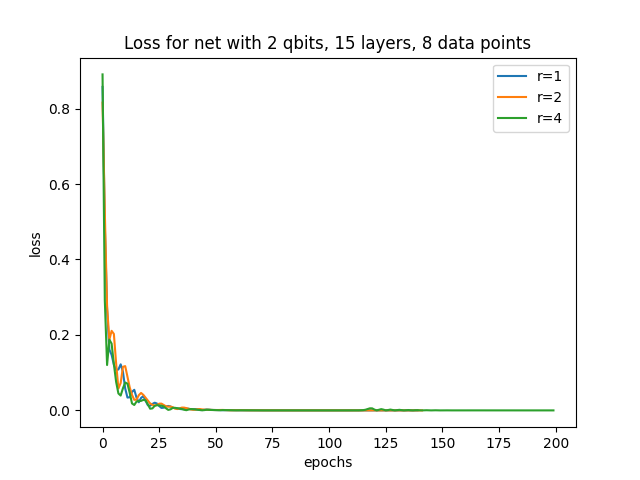 Loss for net with 2 qbits, 15 layers, 8 data points
r=1
r=2
r=4
loss
0.8
0.6
0.4
0.2
0.0
0 25 50 75 100 125 150 175 200
epochs